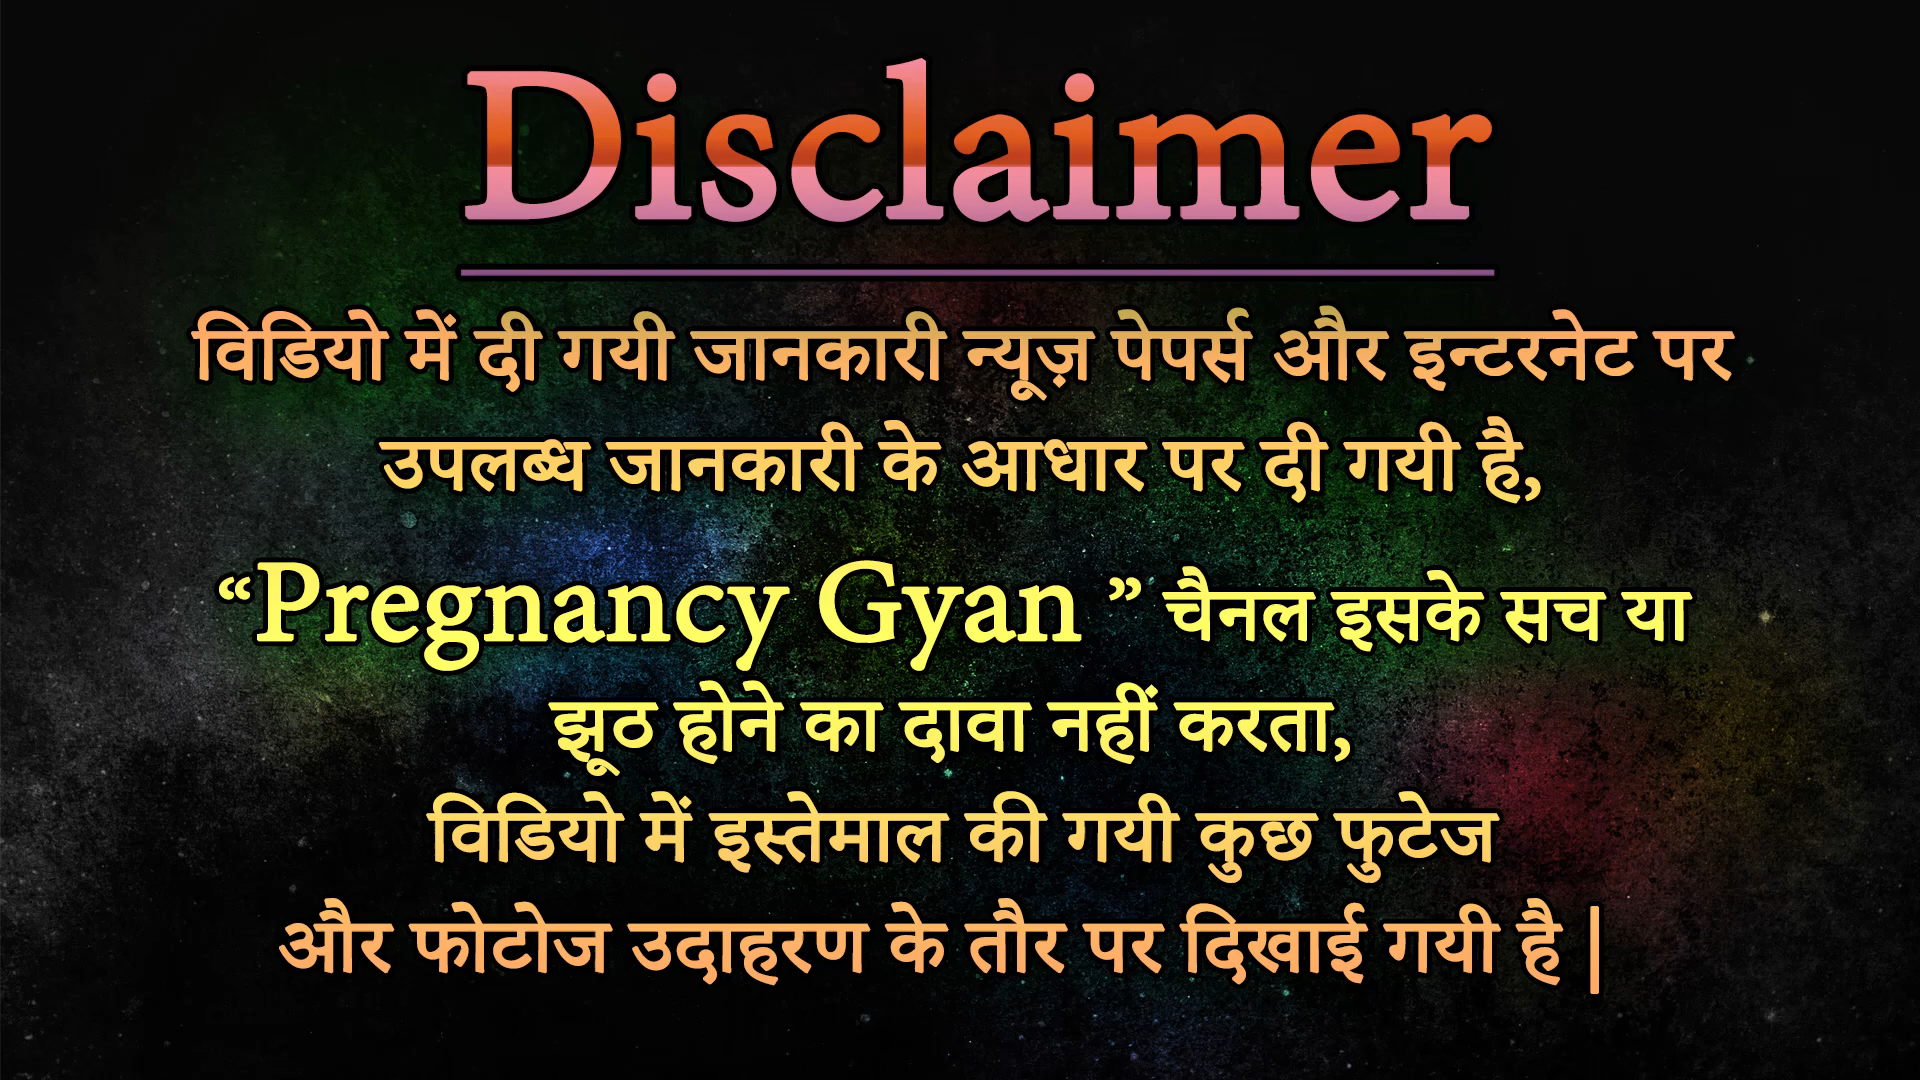 Disclaimer
विडियो में दी गयी जानकारी न्यूज़ पेपर्स और इन्टरनेट पर
उपलब्ध जानकारी के आधार पर दी गयी है,
“Pregnancy Gyan ” चैनल इसके सच या
झूठ होने का दावा नहीं करता,
विडियो में इस्तेमाल की गयी कुछ फुटेज
और फोटोज उदाहरण के तौर पर दिखाई गयी है |